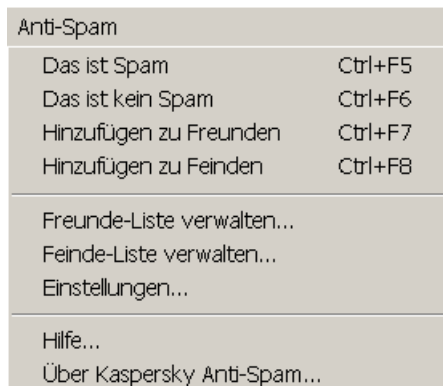 Anti-Spam
Das ist Spam Ctrl+F5
Das ist kein Spam Ctrl+F6
Hinzufügen zu Freunden Ctrl+F7
Hinzufügen zu Feinden Ctrl+F8
Freunde-Liste verwalten...
Feinde-Liste verwalten...
Einstellungen...
Hilfe...
Über Kaspersky Anti-Spam...